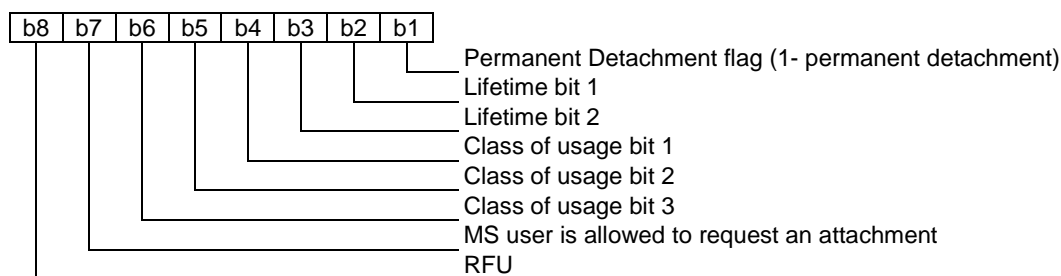 b8 b7 b6 b5 b4 b3 b2 b1
Permanent Detachment flag (1- permanent detachment)
Lifetime bit 1
Lifetime bit 2
Class of usage bit 1
Class of usage bit 2
Class of usage bit 3
MS user is allowed to request an attachment
RFU